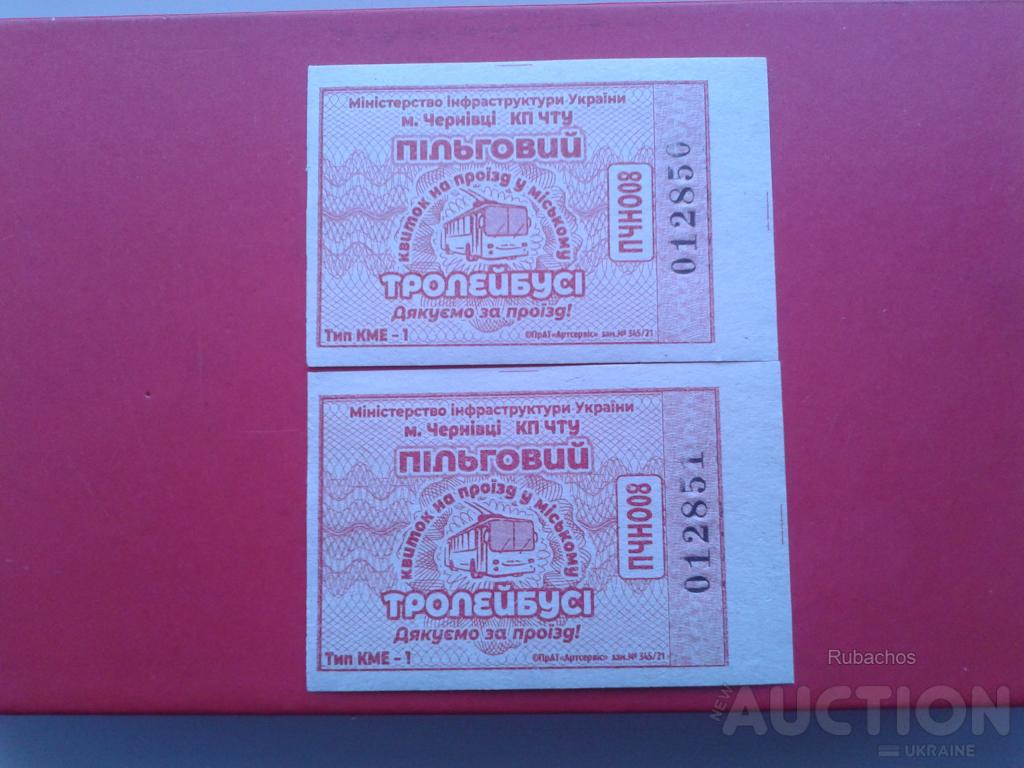 Міністерство інфраструктури України
м. Чернівці КП ЧТУ
ПІЛЬГОВИЙ
квиток на проїзд у міському
ТРОЛЕЙБУСІ
Дякуємо за проїзд!
Тип КМЕ - 1
©ПрАТ«Артсервіс» зам.№ 345/21
ПЧН008
012850
Міністерство інфраструктури України
м. Чернівці КП ЧТУ
ПІЛЬГОВИЙ
квиток на проїзд у міському
ТРОЛЕЙБУСІ
Дякуємо за проїзд!
Тип КМЕ - 1
©ПрАТ«Артсервіс» зам.№ 345/21
ПЧН008
012851
Rubachos
NEW AUCTION
UKRAINE